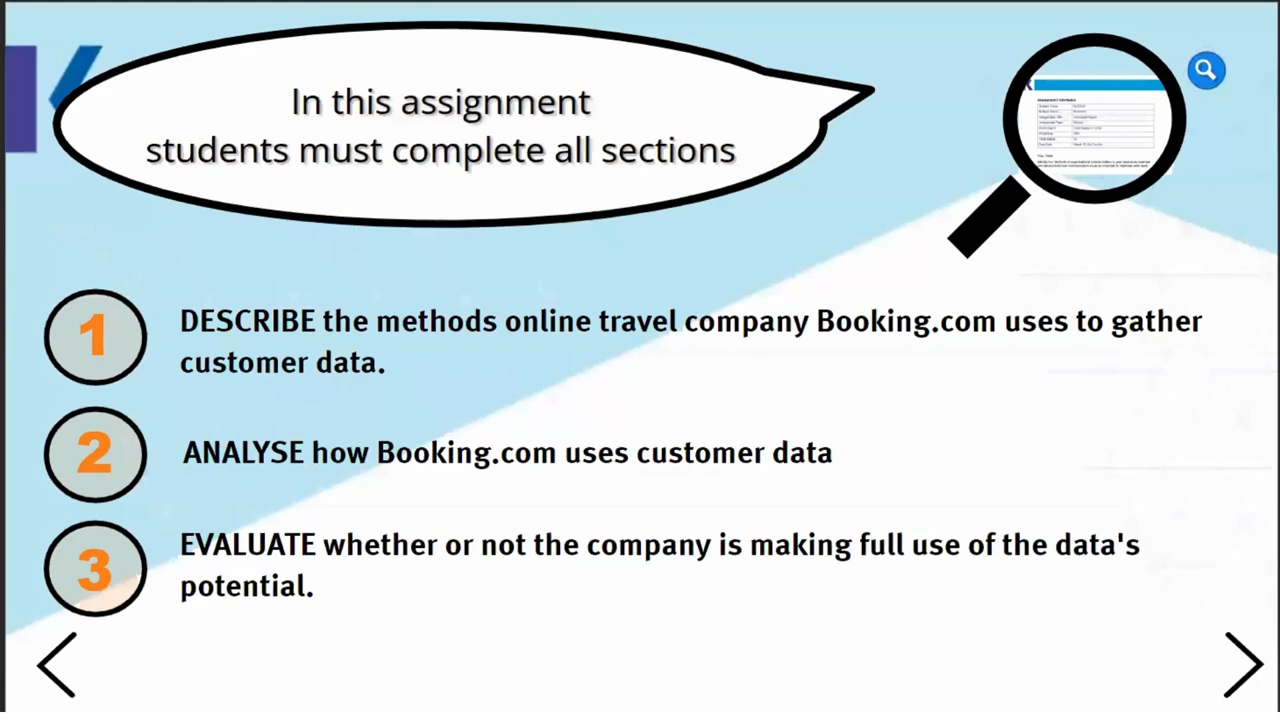 In this assignment
students must complete all sections
1
DESCRIBE the methods online travel company Booking.com uses to gather
customer data.
2
ANALYSE how Booking.com uses customer data
3
EVALUATE whether or not the company is making full use of the data's
potential.